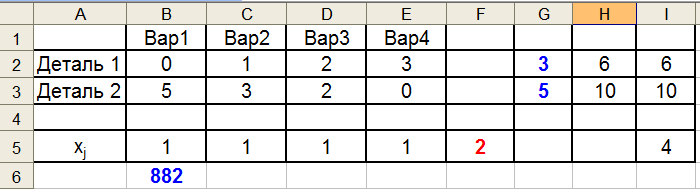 A B C D E F G H I
1 Вар1 Вар2 Вар3 Вар4
2 Деталь 1 0 1 2 3 3 6 6
3 Деталь 2 5 3 2 0 5 10 10
4
5 xj 1 1 1 1 2 4
6 882